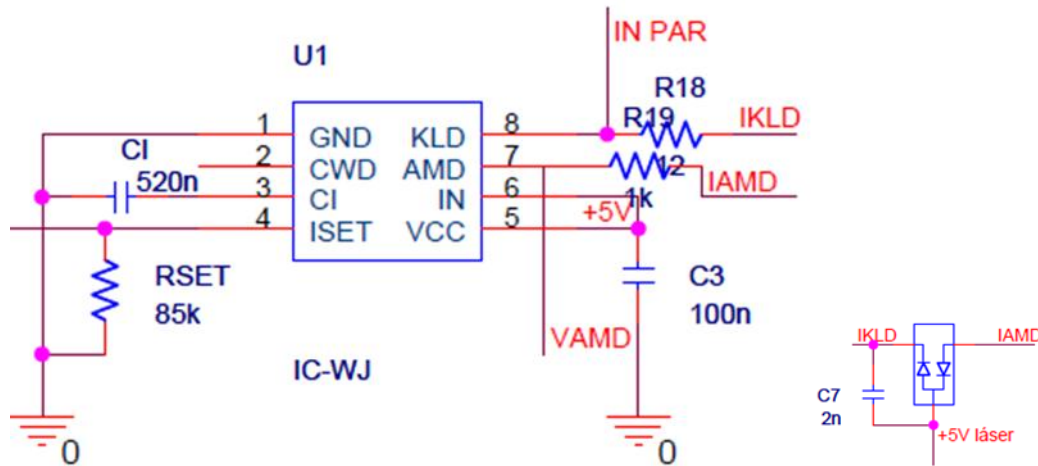 IN PAR
U1
R18
R19
IKLD
1
GND
KLD
8
CI
2
CWD
AMD
7
12
520n
3
CI
IN
6
1k
IAMD
4
ISET
VCC
5
+5V
RSET
85k
C3
100n
VAMD
IC-WJ
0
0
IKLD
IAMD
C7
2n
+5V láser